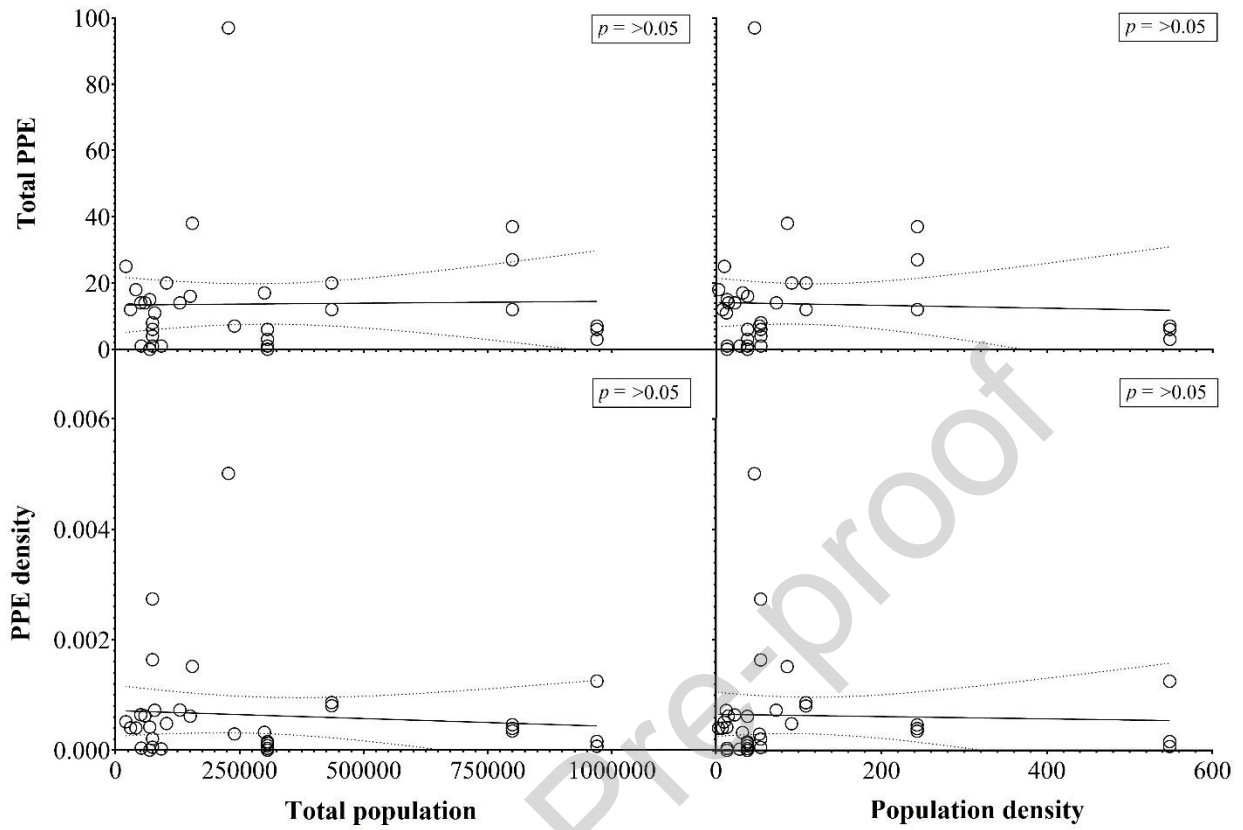 100
80
60
40
20
0
Total PPE
p = >0.05
p = >0.05
0.006
0.004
0.002
0.000
PPE density
p = >0.05
p = >0.05
0 250000 500000 750000 1000000
0 200 400 600
Total population
Population density
Pre-proof